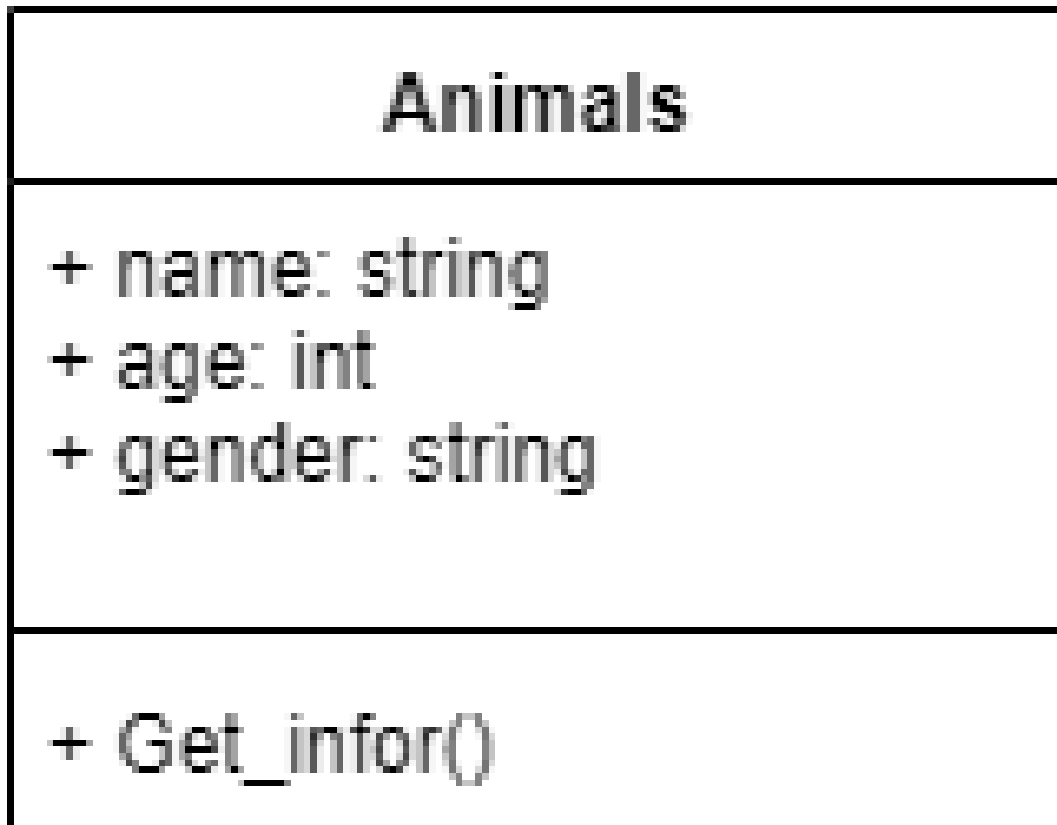 Animals
+ name: string
+ age: int
+ gender: string
+ Get_infor()